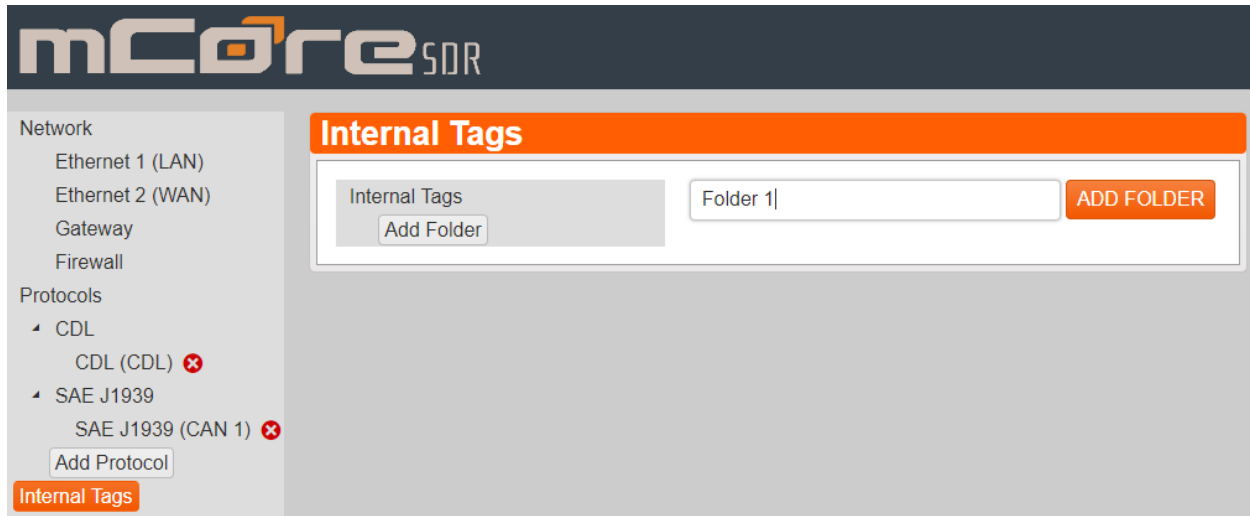 mCore SDR
Network
Ethernet 1 (LAN)
Ethernet 2 (WAN)
Gateway
Firewall
Protocols
CDL
CDL (CDL)
SAE J1939
SAE J1939 (CAN 1)
Add Protocol
Internal Tags
Internal Tags
Internal Tags
Add Folder
Folder 1
ADD FOLDER